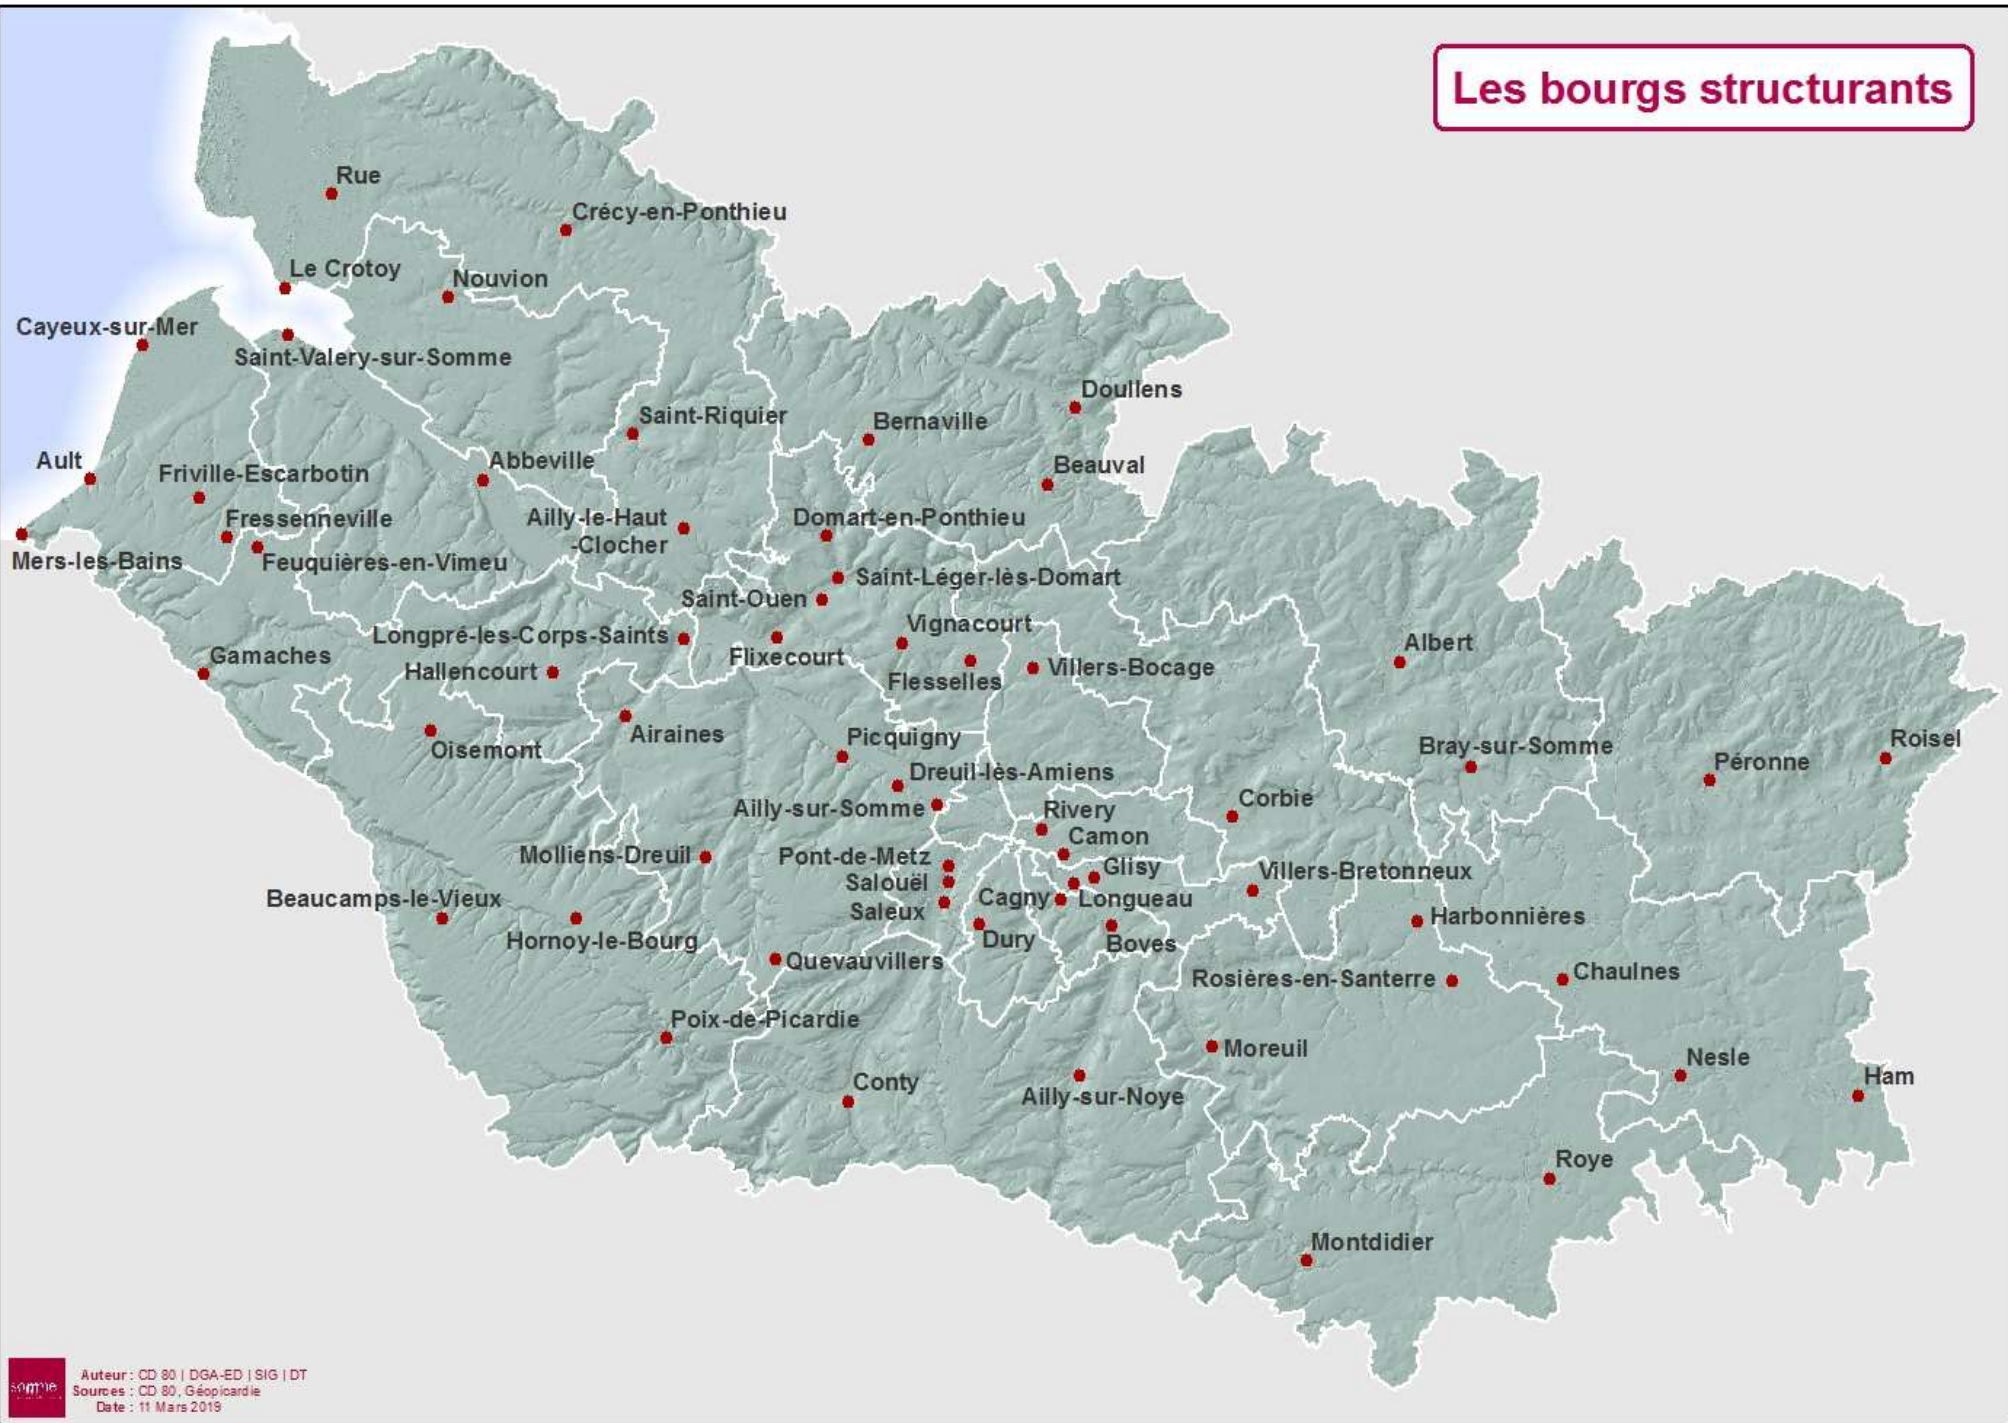 Les bourgs structurants
Rue
Crécy-en-Ponthieu
Le Crotoy
Nouvion
Cayeux-sur-Mer
Saint-Valery-sur-Somme
Doullens
Saint-Riquier
Bernaville
Abbeville
Beauval
Ault
Friville-Escarbotin
Fressenneville
Ailly-le-Haut
-Clocher
Domart-en-Ponthieu
Mers-les-Bains
Feuquières-en-Vimeu
Saint-Léger-lès-Domart
Saint-Ouen
Vignacourt
Longpré-les-Corps-Saints
Albert
Gamaches
Flixecourt
Hallencourt
Villers-Bocage
Flesselles
Airaines
Oisemont
Picquigny
Bray-sur-Somme
Roisel
Péronne
Dreuil-lès-Amiens
Ailly-sur-Somme
Corbie
Rivery
Camon
Molliens-Dreuil
Pont-de-Metz
Glisy
Villers-Bretonneux
Salouël
Beaucamps-le-Vieux
Cagny
Longueau
Saleux
Harbonnières
Hornoy-le-Bourg
Dury
Boves
Quevauvillers
Rosières-en-Santerre
Chaulnes
Poix-de-Picardie
Moreuil
Nesle
Conty
Ailly-sur-Noye
Ham
Roye
Montdidier
somme
Auteur : CD 80 | DGA-ED | SIG | DT
Sources : CD 80, Géopicardie
Date : 11 Mars 2019